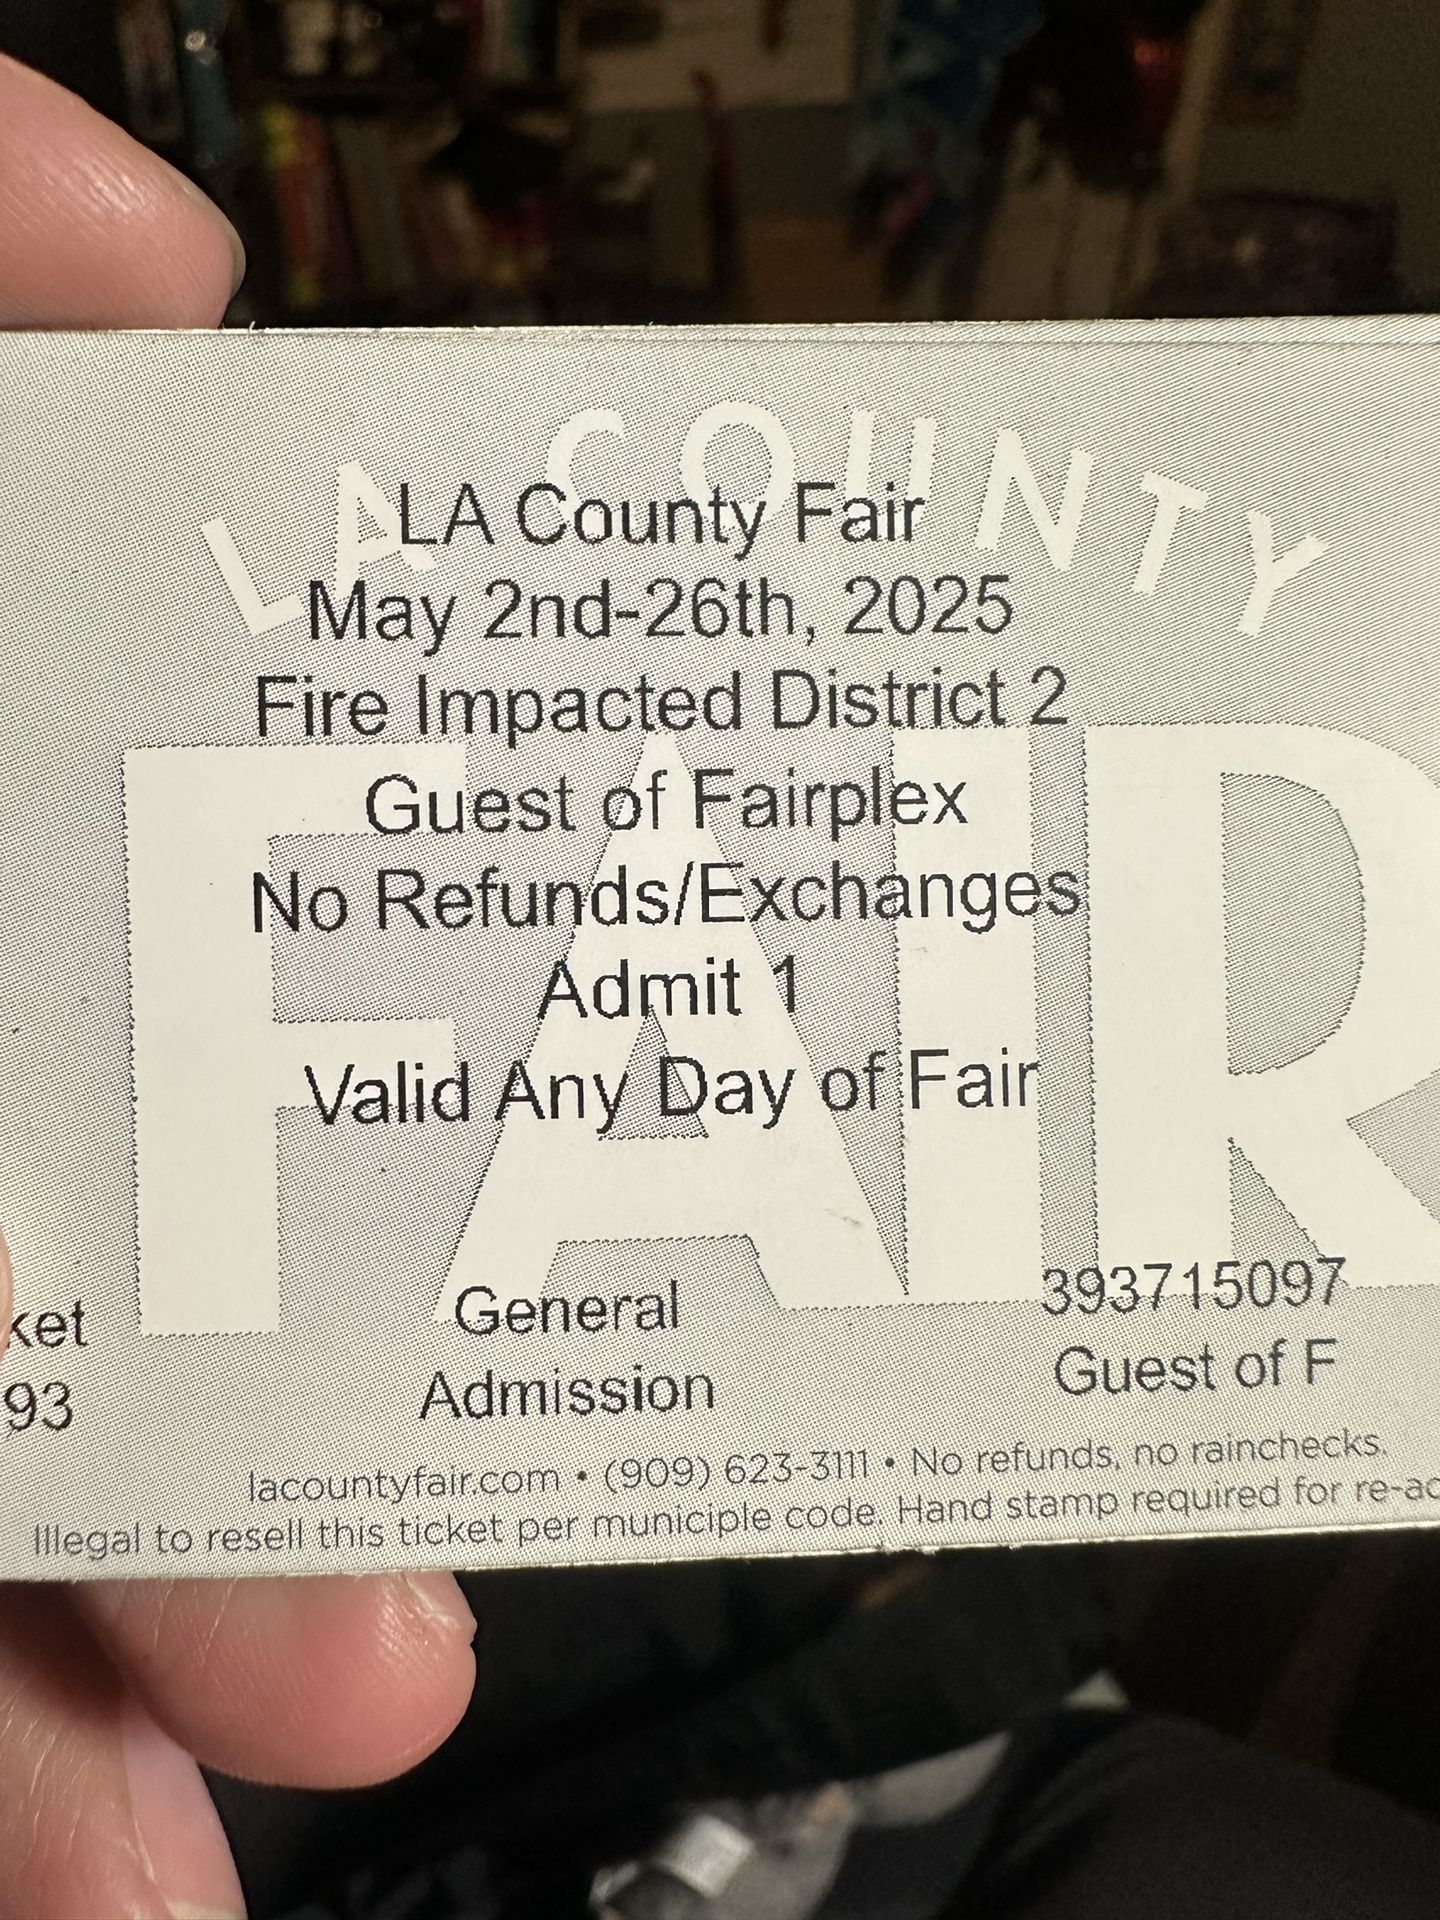 LA COUNTY
FAIR
LA County Fair
May 2nd-26th, 2025
Fire Impacted District 2
Guest of Fairplex
No Refunds/Exchanges
Admit 1
Valid Any Day of Fair
ket
93
General
Admission
393715097
Guest of F
lacountyfair.com • (909) 623-3111 • No refunds, no rainchecks.
Illegal to resell this ticket per municiple code. Hand stamp required for re-ad